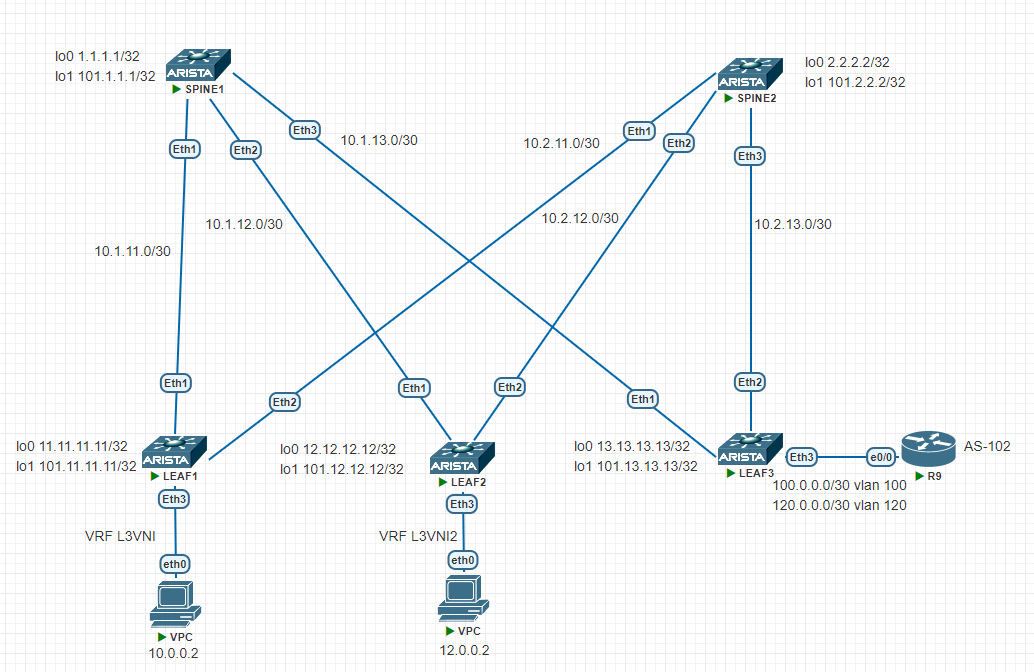 lo0 1.1.1.1/32
lo1 101.1.1.1/32
ARISTA
SPINE1
ARISTA
SPINE2
lo0 2.2.2.2/32
lo1 101.2.2.2/32
Eth1
Eth2
Eth3
10.1.13.0/30
10.2.11.0/30
Eth1
Eth2
Eth3
10.1.11.0/30
10.1.12.0/30
10.2.12.0/30
10.2.13.0/30
Eth1
Eth2
Eth1
Eth2
Eth1
Eth2
lo0 11.11.11.11/32
lo1 101.11.11.11/32
ARISTA
LEAF1
lo0 12.12.12.12/32
lo1 101.12.12.12/32
ARISTA
LEAF2
lo0 13.13.13.13/32
lo1 101.13.13.13/32
ARISTA
LEAF3
Eth3
e0/0
AS-102
R9
100.0.0.0/30 vlan 100
120.0.0.0/30 vlan 120
Eth3
Eth3
VRF L3VNI
VRF L3VNI2
eth0
eth0
VPC
10.0.0.2
VPC
12.0.0.2